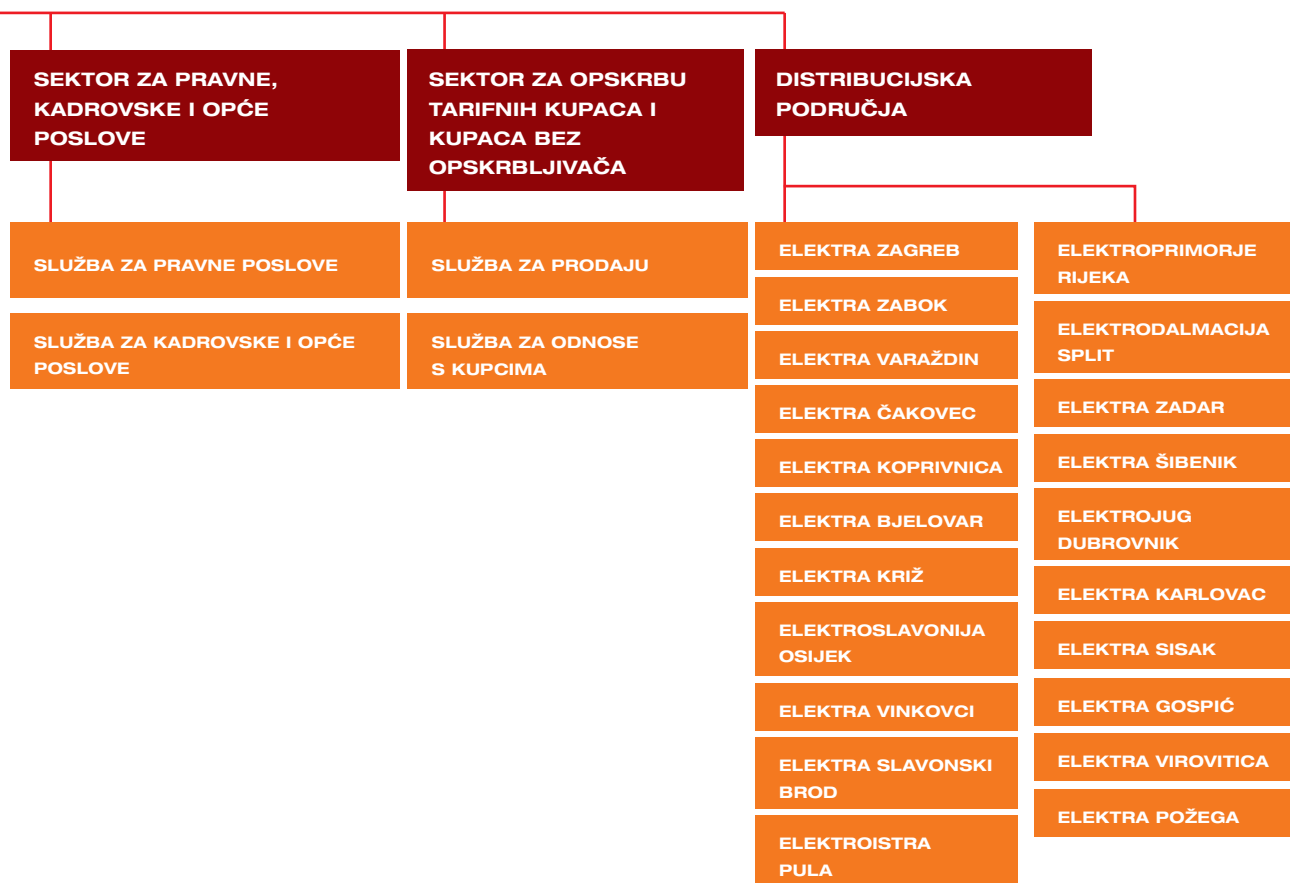 SEKTOR ZA PRAVNE,
KADROVSKE I OPĆE
POSLOVE
SLUŽBA ZA PRAVNE POSLOVE
SLUŽBA ZA KADROVSKE I OPĆE
POSLOVE
SEKTOR ZA OPSKRBU
TARIFNIH KUPACA I
KUPACA BEZ
OPSKRBLJIVAČA
SLUŽBA ZA PRODAJU
SLUŽBA ZA ODNOSE
S KUPCIMA
DISTRIBUCIJSKA
PODRUČJA
ELEKTRA ZAGREB
ELEKTRA ZABOK
ELEKTRA VARAŽDIN
ELEKTRA ČAKOVEC
ELEKTRA KOPRIVNICA
ELEKTRA BJELOVAR
ELEKTRA KRIŽ
ELEKTROSLAVONIJA
OSIJEK
ELEKTRA VINKOVCI
ELEKTRA SLAVONSKI
BROD
ELEKTROISTRA
PULA
ELEKTROPRIMORJE
RIJEKA
ELEKTRODALMACIJA
SPLIT
ELEKTRA ZADAR
ELEKTRA ŠIBENIK
ELEKTROJUG
DUBROVNIK
ELEKTRA KARLOVAC
ELEKTRA SISAK
ELEKTRA GOSPIĆ
ELEKTRA VIROVITICA
ELEKTRA POŽEGA